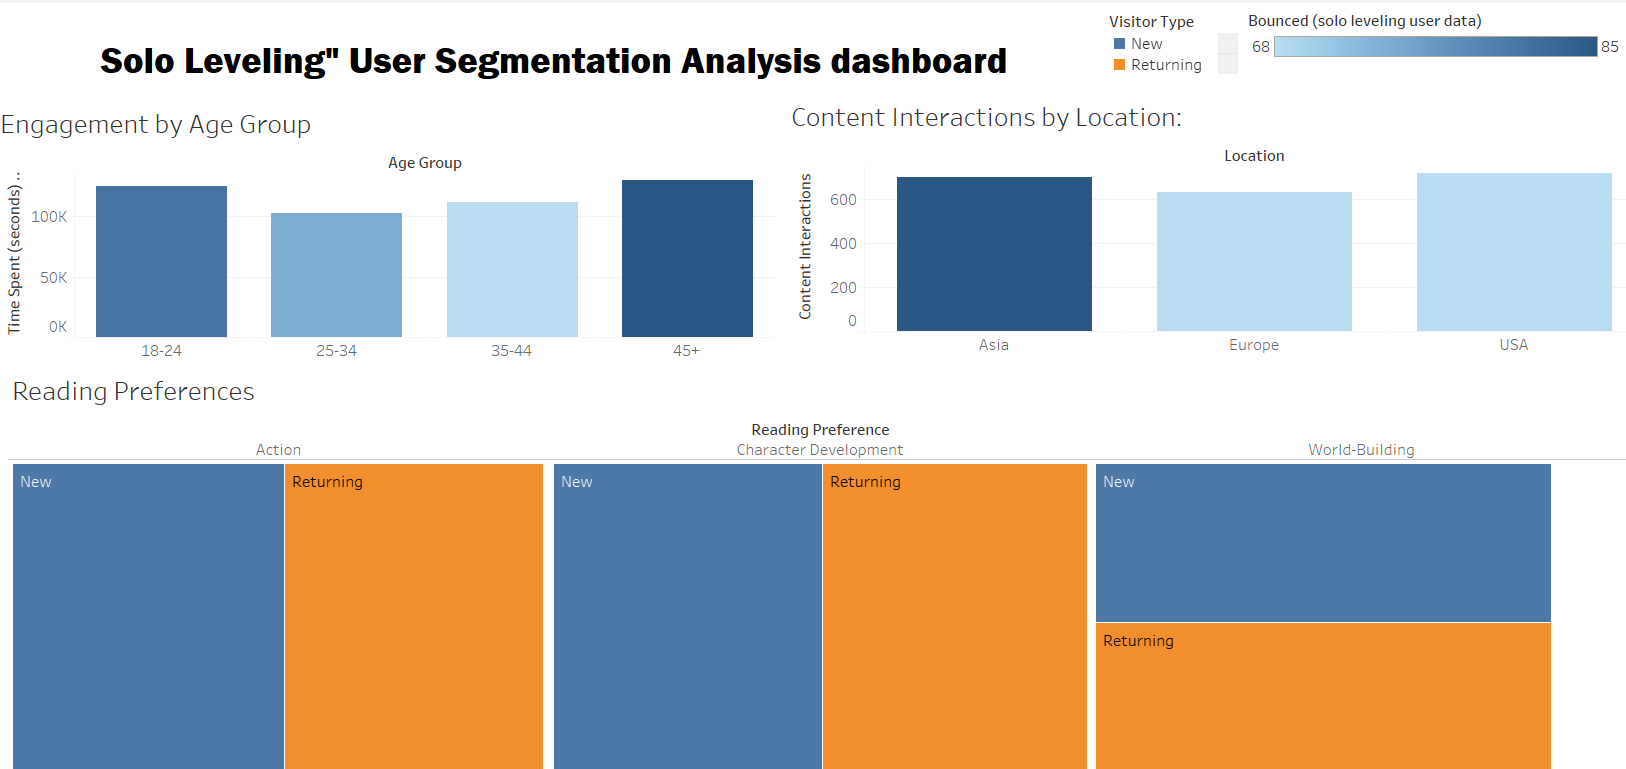 Solo Leveling" User Segmentation Analysis dashboard
Visitor Type
New
Returning
Bounced (solo leveling user data)
68 85
Engagement by Age Group
Age Group
Time Spent (seconds) ..
100K
50K
0K
18-24 25-34 35-44 45+
Content Interactions by Location:
Location
Content Interactions
600
400
200
0
Asia Europe USA
Reading Preferences
Reading Preference
Action Character Development World-Building
New Returning New Returning New
Returning